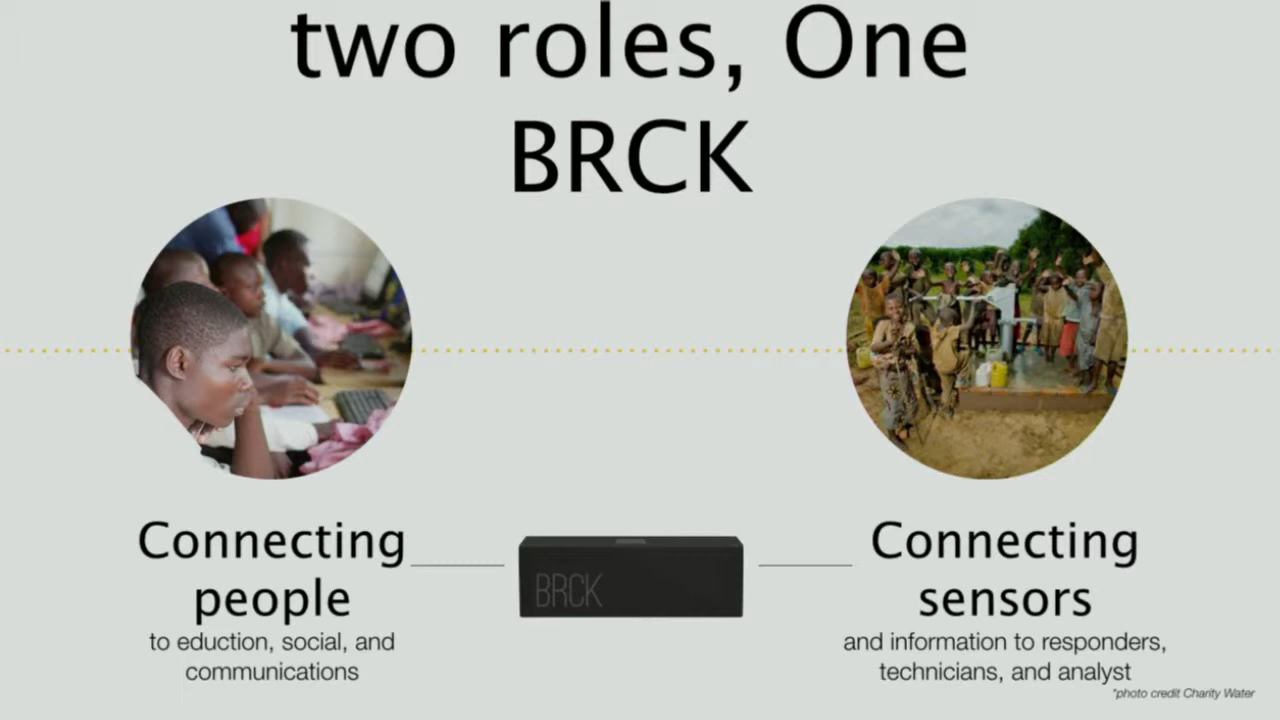 two roles, One
BRCK
Connecting
people
to eduction, social, and
communications
BRCK
Connecting
sensors
and information to responders,
technicians, and analyst
*photo credit Charity Water